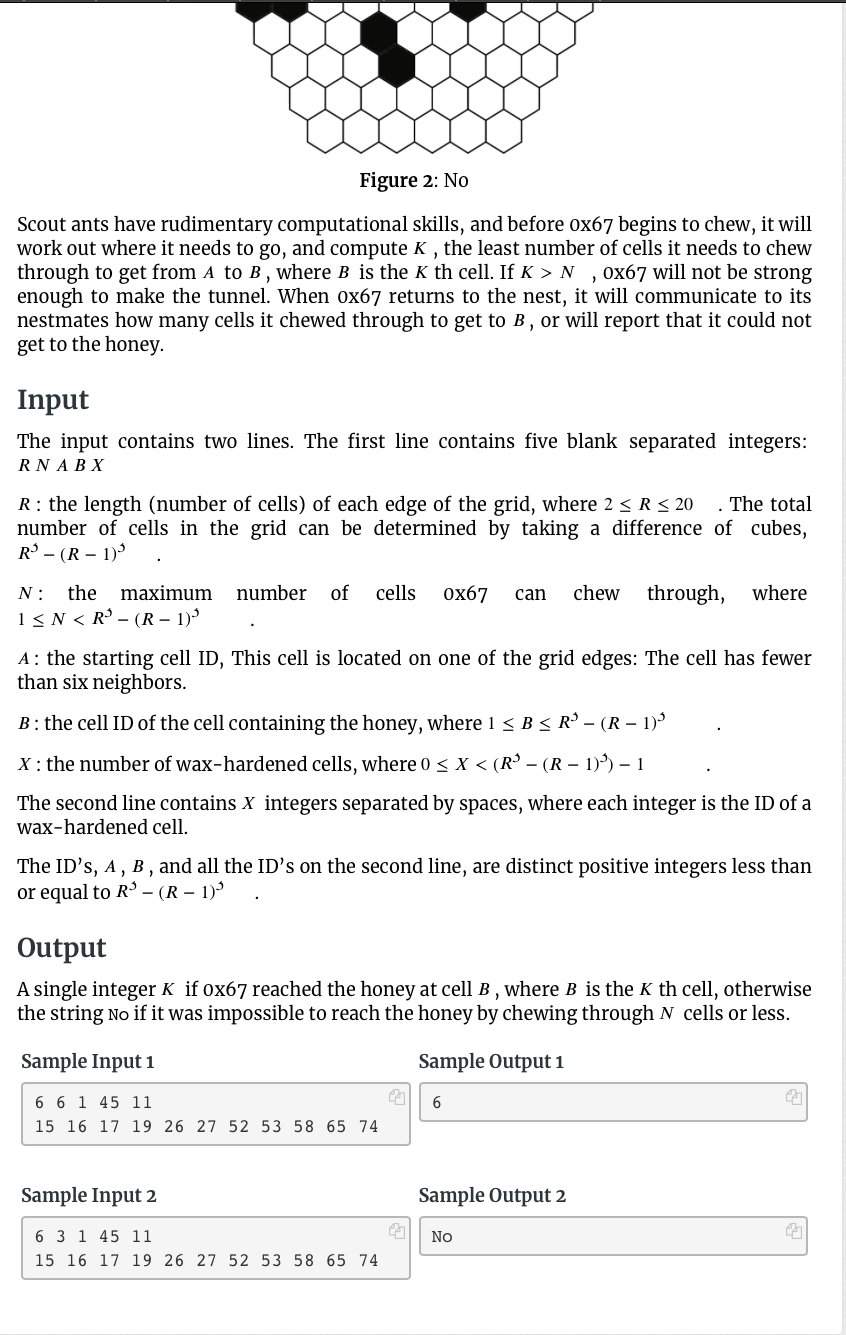 Figure 2: No
Scout ants have rudimentary computational skills, and before 0x67 begins to chew, it will
work out where it needs to go, and compute K , the least number of cells it needs to chew
through to get from A to B, where B is the K th cell. If K > N , 0x67 will not be strong
enough to make the tunnel. When 0x67 returns to the nest, it will communicate to its
nestmates how many cells it chewed through to get to B, or will report that it could not
get to the honey.
Input
The input contains two lines. The first line contains five blank separated integers:
R N A B X
R : the length (number of cells) of each edge of the grid, where 2 ≤ R ≤ 20 . The total
number of cells in the grid can be determined by taking a difference of cubes,
R³ − (R − 1)³ .
N : the maximum number of cells 0x67 can chew through, where
1 ≤ N < R³ − (R − 1)³ .
A : the starting cell ID, This cell is located on one of the grid edges: The cell has fewer
than six neighbors.
B : the cell ID of the cell containing the honey, where 1 ≤ B ≤ R³ − (R − 1)³ .
X : the number of wax-hardened cells, where 0 ≤ X < (R³ − (R − 1)³) − 1 .
The second line contains X integers separated by spaces, where each integer is the ID of a
wax-hardened cell.
The ID’s, A , B , and all the ID’s on the second line, are distinct positive integers less than
or equal to R³ − (R − 1)³ .
Output
A single integer K if 0x67 reached the honey at cell B , where B is the K th cell, otherwise
the string No if it was impossible to reach the honey by chewing through N cells or less.
Sample Input 1
Sample Output 1
6 6 1 45 11
15 16 17 19 26 27 52 53 58 65 74
6
Sample Input 2
Sample Output 2
6 3 1 45 11
15 16 17 19 26 27 52 53 58 65 74
No